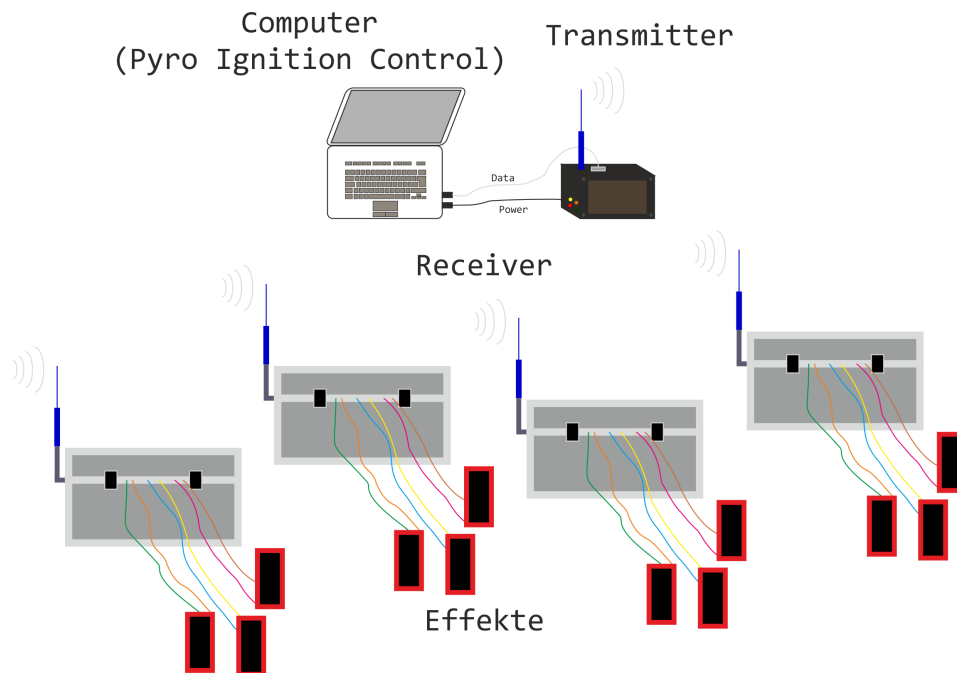 Computer
(Pyro Ignition Control)
Transmitter
Data
Power
Receiver
Effekte